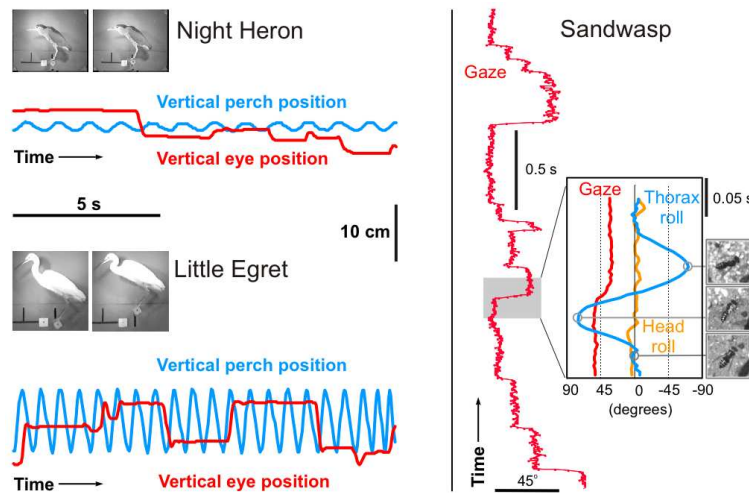 Night Heron
Vertical perch position
Vertical eye position
Time
5 s
10 cm
Little Egret
Vertical perch position
Time
Vertical eye position
Sandwasp
Gaze
0.5 s
Gaze
Thorax
roll
0.05 s
Head
roll
90 45 0 -45 -90
(degrees)
Time
45°